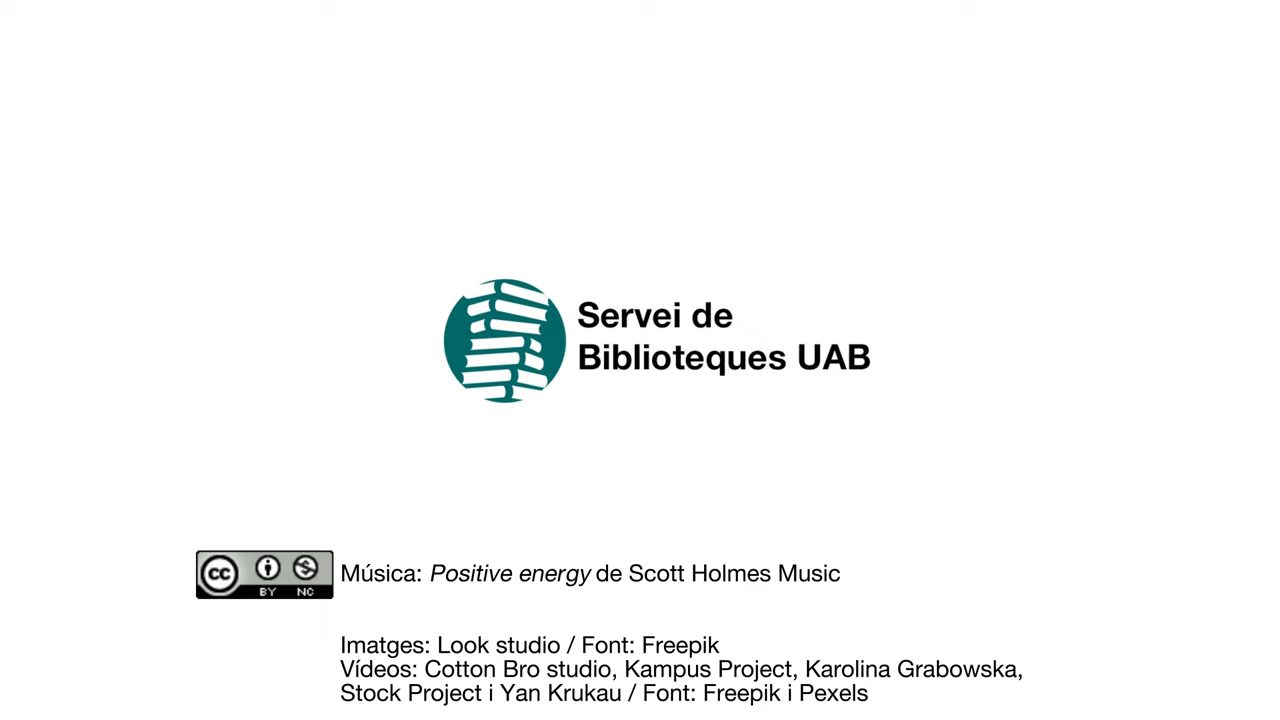 Servei de
Biblioteques UAB
cc BY NC
Música: Positive energy de Scott Holmes Music
Imatges: Look studio / Font: Freepik
Vídeos: Cotton Bro studio, Kampus Project, Karolina Grabowska,
Stock Project i Yan Krukau / Font: Freepik i Pexels